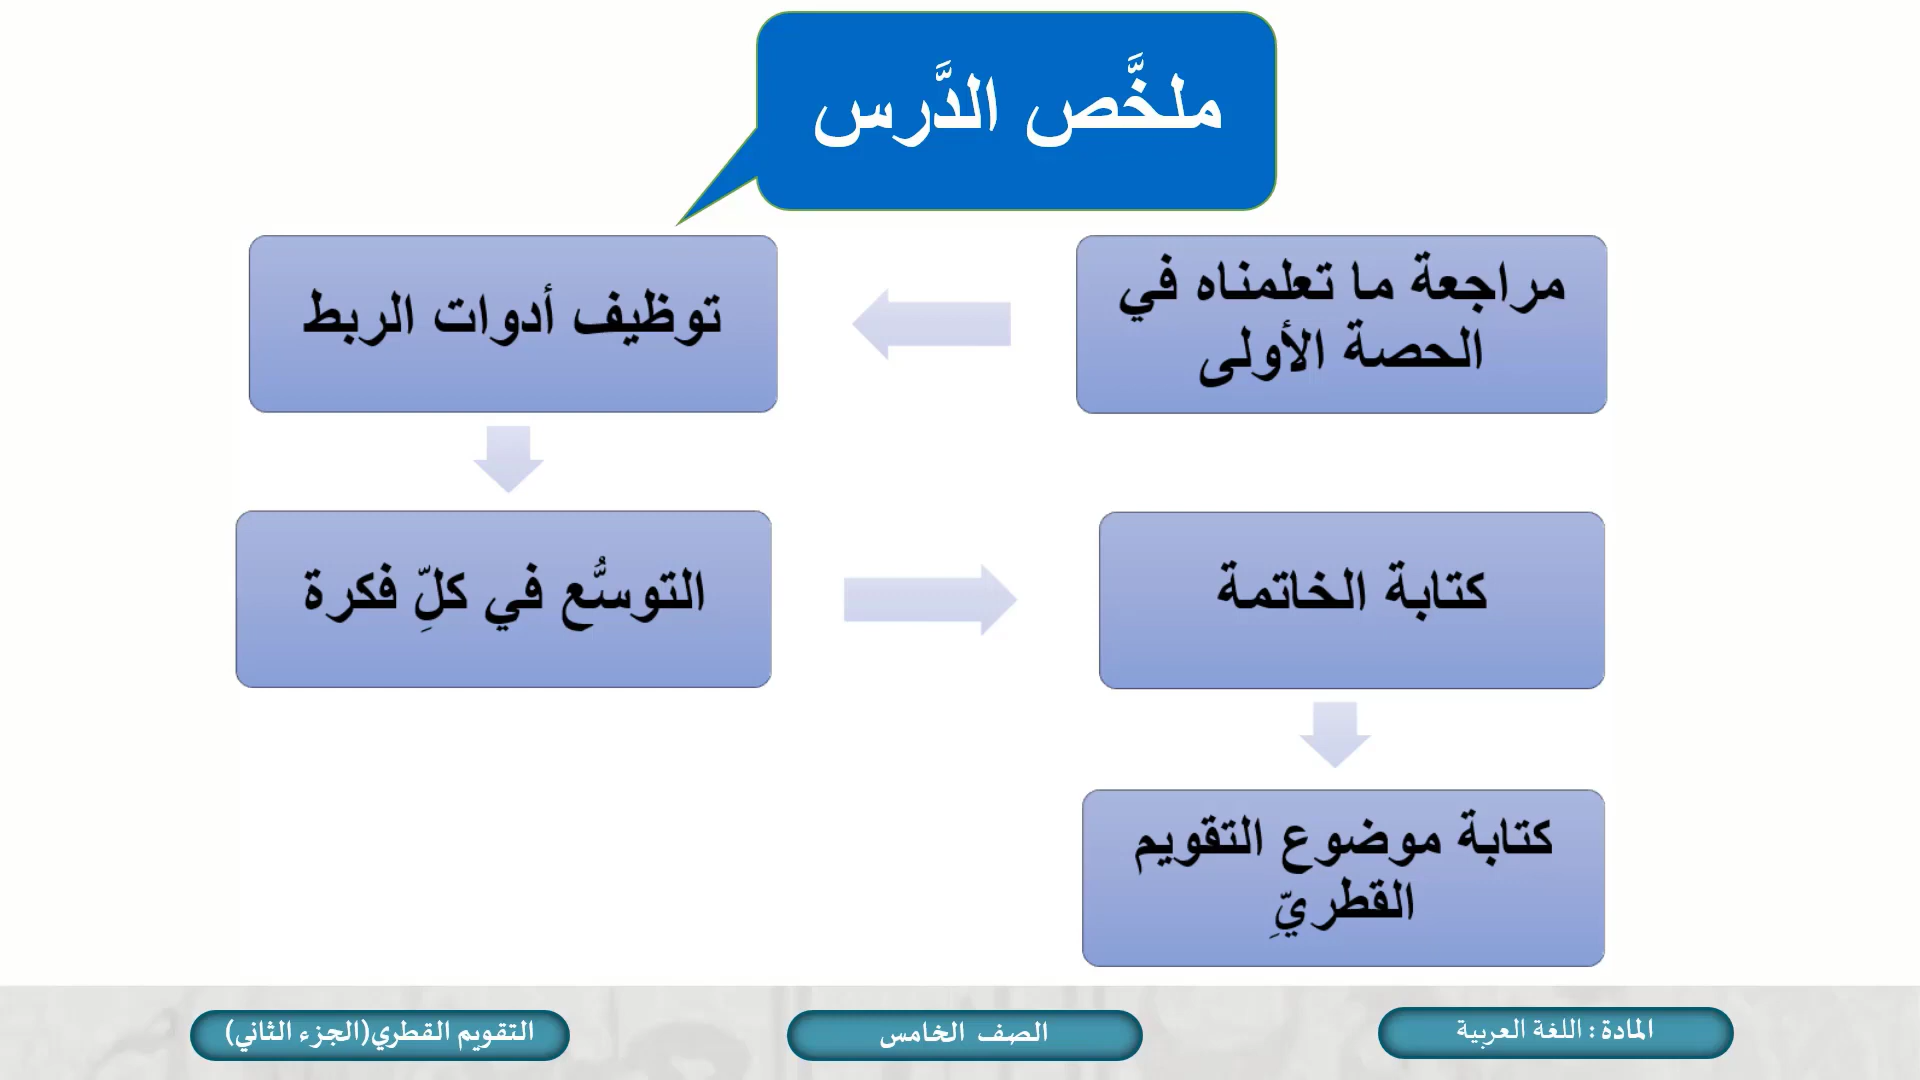 ملخَّص الدَّرس
مراجعة ما تعلمناه في
الحصة الأولى
توظيف أدوات الربط
التوسُّع في كلِّ فكرة
كتابة الخاتمة
كتابة موضوع التقويم
القطريِّ
المادة : اللغة العربية
الصف الخامس
التقويم القطري(الجزء الثاني)